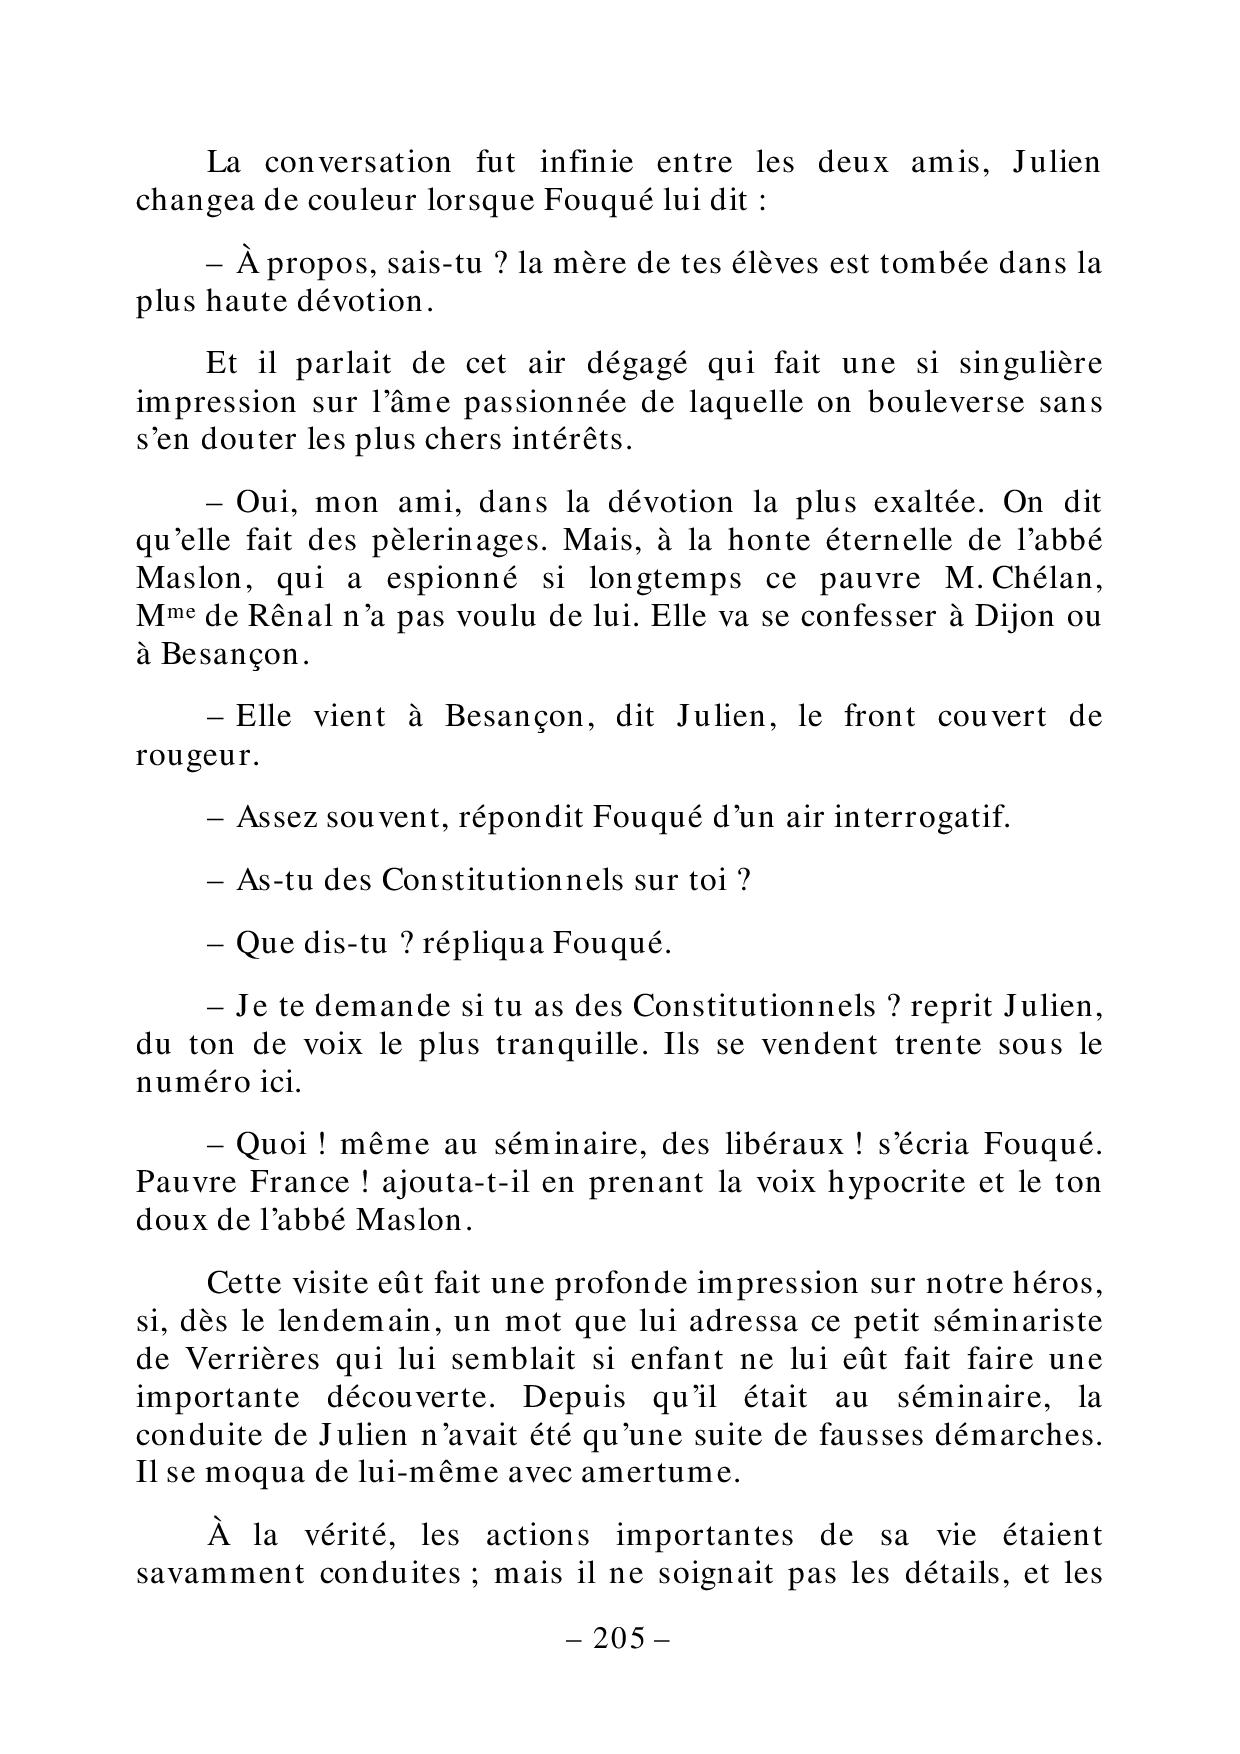 La conversation fut infinie entre les deux amis, Julien
changea de couleur lorsque Fouqué lui dit :
– À propos, sais-tu ? la mère de tes élèves est tombée dans la
plus haute dévotion.
Et il parlait de cet air dégagé qui fait une si singulière
impression sur l’âme passionnée de laquelle on bouleverse sans
s’en douter les plus chers intérêts.
– Oui, mon ami, dans la dévotion la plus exaltée. On dit
qu’elle fait des pèlerinages. Mais, à la honte éternelle de l’abbé
Maslon, qui a espionné si longtemps ce pauvre M. Chélan,
Mme de Rênal n’a pas voulu de lui. Elle va se confesser à Dijon ou
à Besançon.
– Elle vient à Besançon, dit Julien, le front couvert de
rougeur.
– Assez souvent, répondit Fouqué d’un air interrogatif.
– As-tu des Constitutionnels sur toi ?
– Que dis-tu ? répliqua Fouqué.
– Je te demande si tu as des Constitutionnels ? reprit Julien,
du ton de voix le plus tranquille. Ils se vendent trente sous le
numéro ici.
– Quoi ! même au séminaire, des libéraux ! s’écria Fouqué.
Pauvre France ! ajouta-t-il en prenant la voix hypocrite et le ton
doux de l’abbé Maslon.
Cette visite eût fait une profonde impression sur notre héros,
si, dès le lendemain, un mot que lui adressa ce petit séminariste
de Verrières qui lui semblait si enfant ne lui eût fait faire une
importante découverte. Depuis qu’il était au séminaire, la
conduite de Julien n’avait été qu’une suite de fausses démarches.
Il se moqua de lui-même avec amertume.
À la vérité, les actions importantes de sa vie étaient
savamment conduites ; mais il ne soignait pas les détails, et les
– 205 –